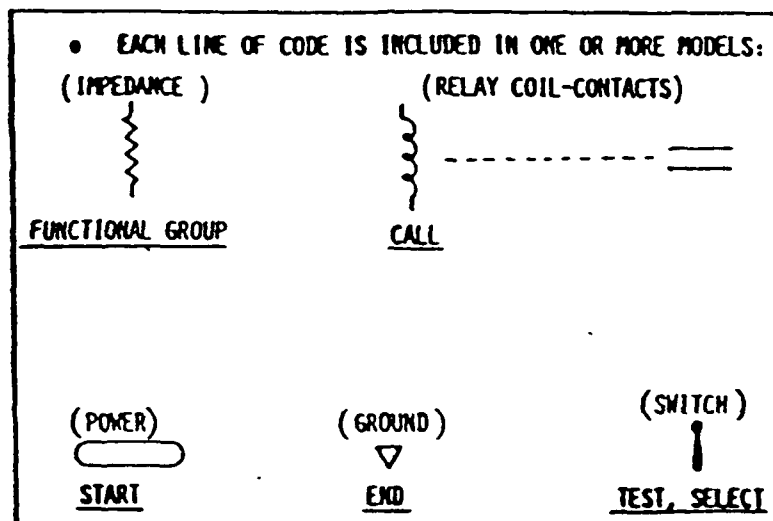 • EACH LINE OF CODE IS INCLUDED IN ONE OR MORE MODELS:
(IMPEDANCE ) (RELAY COIL-CONTACTS)
FUNCTIONAL GROUP CALL
(POWER) (GROUND) (SWITCH)
START END TEST, SELECT